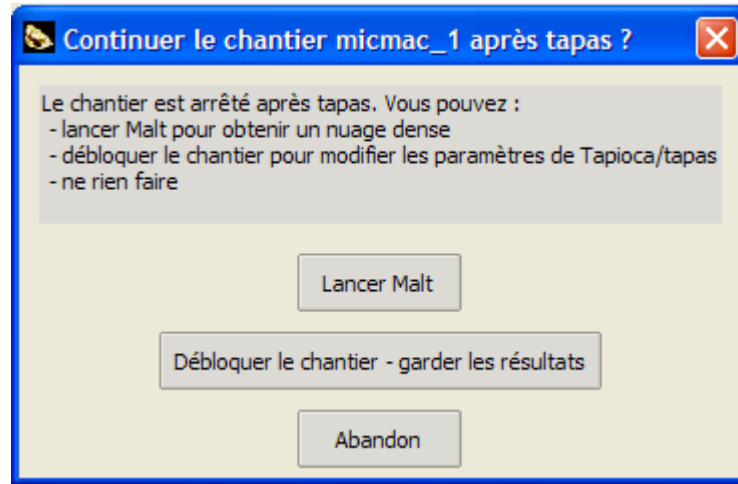 Continuer le chantier micmac_1 après tapas ?
Le chantier est arrêté après tapas. Vous pouvez :
- lancer Malt pour obtenir un nuage dense
- débloquer le chantier pour modifier les paramètres de Tapioca/tapas
- ne rien faire
Lancer Malt
Débloquer le chantier - garder les résultats
Abandon